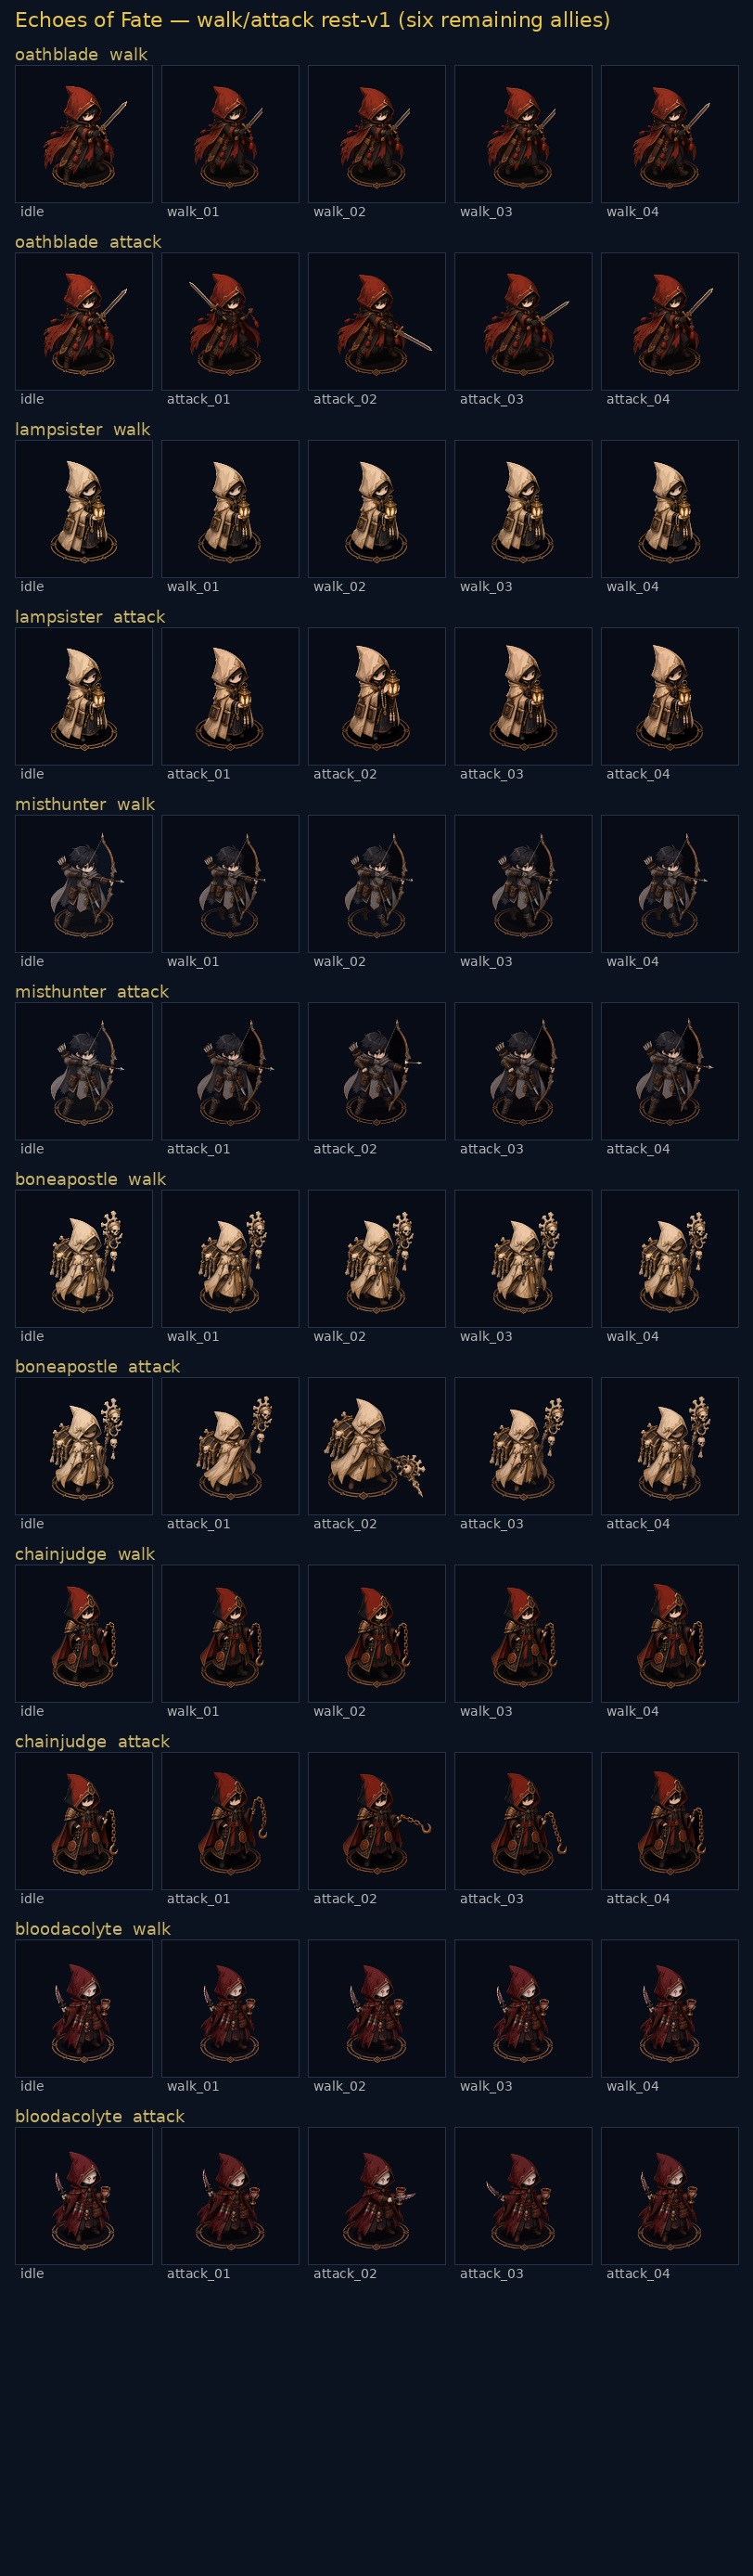 Echoes of Fate — walk/attack rest-v1 (six remaining allies)
oathblade walk
idle walk_01 walk_02 walk_03 walk_04
oathblade attack
idle attack_01 attack_02 attack_03 attack_04
lampsister walk
idle walk_01 walk_02 walk_03 walk_04
lampsister attack
idle attack_01 attack_02 attack_03 attack_04
misthunter walk
idle walk_01 walk_02 walk_03 walk_04
misthunter attack
idle attack_01 attack_02 attack_03 attack_04
boneapostle walk
idle walk_01 walk_02 walk_03 walk_04
boneapostle attack
idle attack_01 attack_02 attack_03 attack_04
chainjudge walk
idle walk_01 walk_02 walk_03 walk_04
chainjudge attack
idle attack_01 attack_02 attack_03 attack_04
bloodacolyte walk
idle walk_01 walk_02 walk_03 walk_04
bloodacolyte attack
idle attack_01 attack_02 attack_03 attack_04